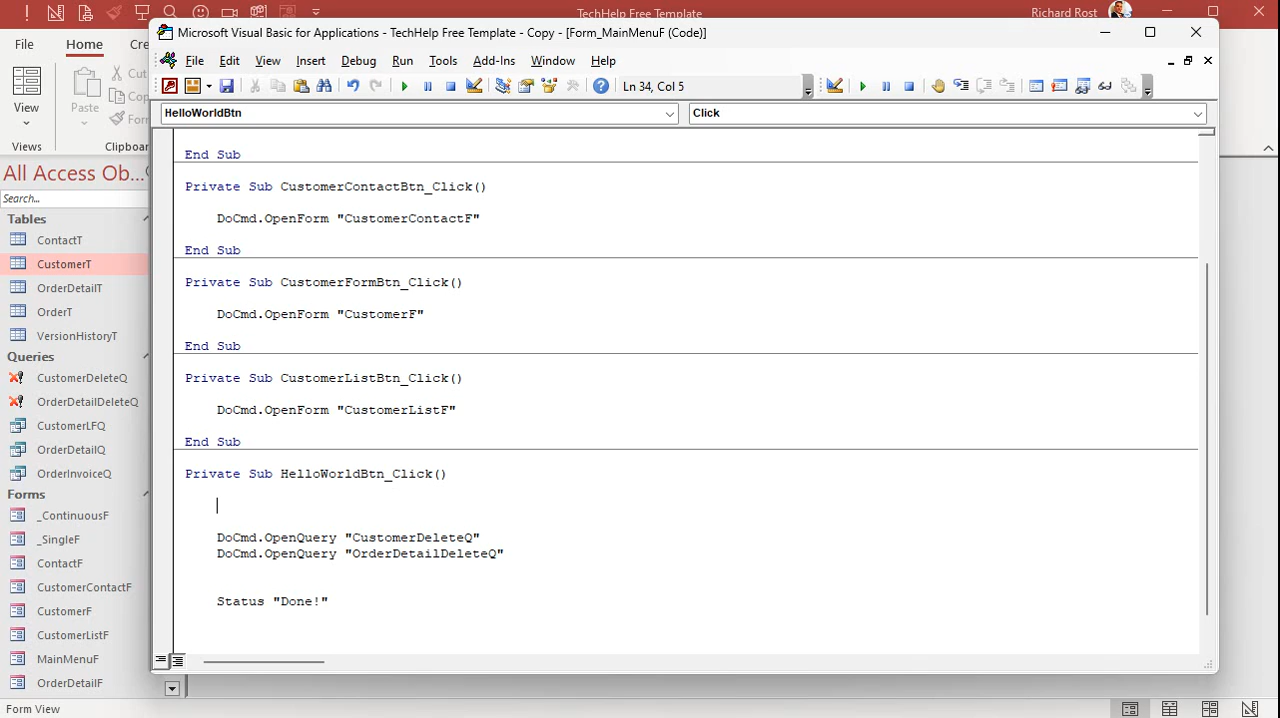 TechHelp Free Template
Richard Rost
File
Home
Cre
View
Views
Paste
Cut
Cop
For
Clipboar
Microsoft Visual Basic for Applications - TechHelp Free Template - Copy - [Form_MainMenuF (Code)]
File Edit View Insert Debug Run Tools Add-Ins Window Help
Ln 34, Col 5
HelloWorldBtn
Click
All Access Ob...
Search...
Tables
ContactT
CustomerT
OrderDetailT
OrderT
VersionHistoryT
Queries
CustomerDeleteQ
OrderDetailDeleteQ
CustomerLFQ
OrderDetailQ
OrderInvoiceQ
Forms
_ContinuousF
_SingleF
ContactF
CustomerContactF
CustomerF
CustomerListF
MainMenuF
OrderDetailF
End Sub
Private Sub CustomerContactBtn_Click()
DoCmd.OpenForm "CustomerContactF"
End Sub
Private Sub CustomerFormBtn_Click()
DoCmd.OpenForm "CustomerF"
End Sub
Private Sub CustomerListBtn_Click()
DoCmd.OpenForm "CustomerListF"
End Sub
Private Sub HelloWorldBtn_Click()
DoCmd.OpenQuery "CustomerDeleteQ"
DoCmd.OpenQuery "OrderDetailDeleteQ"
Status "Done!"
Form View